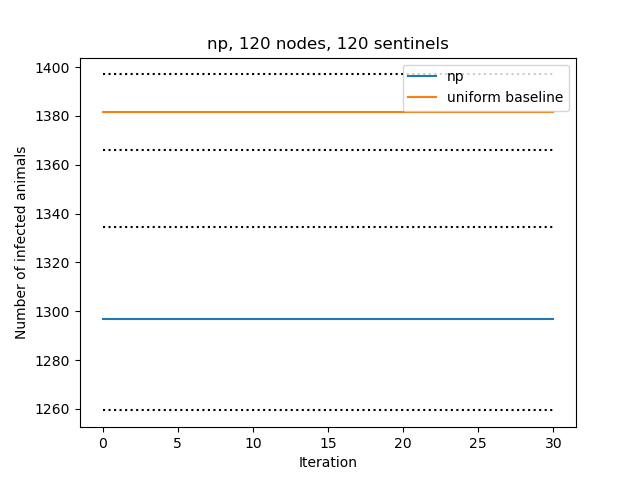 np, 120 nodes, 120 sentinels
np
uniform baseline
Number of infected animals
1400
1380
1360
1340
1320
1300
1280
1260
0 5 10 15 20 25 30
Iteration